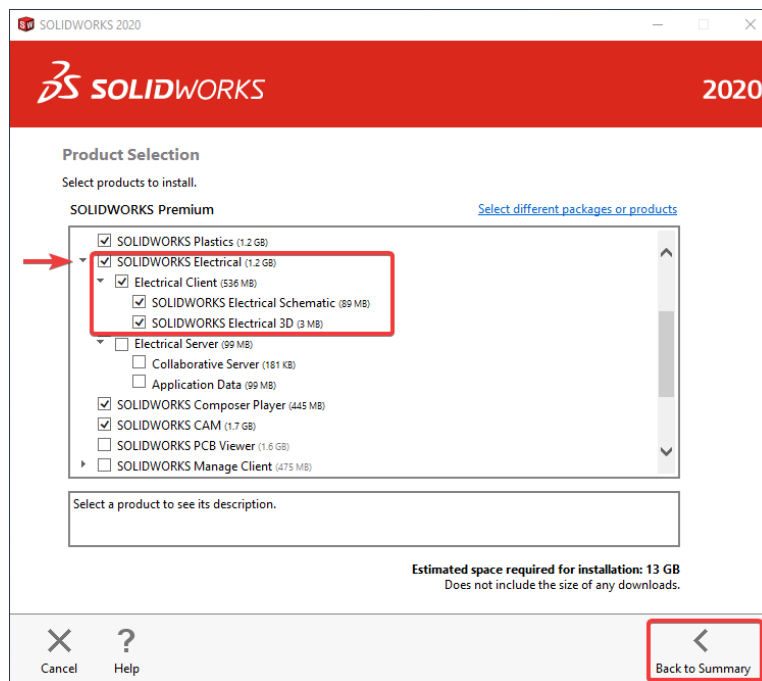 SOLIDWORKS 2020
SOLIDWORKS 2020
Product Selection
Select products to install.
SOLIDWORKS Premium Select different packages or products
SOLIDWORKS Plastics (1.2 GB)
SOLIDWORKS Electrical (1.2 GB)
Electrical Client (536 MB)
SOLIDWORKS Electrical Schematic (89 MB)
SOLIDWORKS Electrical 3D (3 MB)
Electrical Server (99 MB)
Collaborative Server (181 KB)
Application Data (99 MB)
SOLIDWORKS Composer Player (445 MB)
SOLIDWORKS CAM (1.7 GB)
SOLIDWORKS PCB Viewer (1.6 GB)
SOLIDWORKS Manage Client (475 MB)
Select a product to see its description.
Estimated space required for installation: 13 GB
Does not include the size of any downloads.
Cancel Help Back to Summary